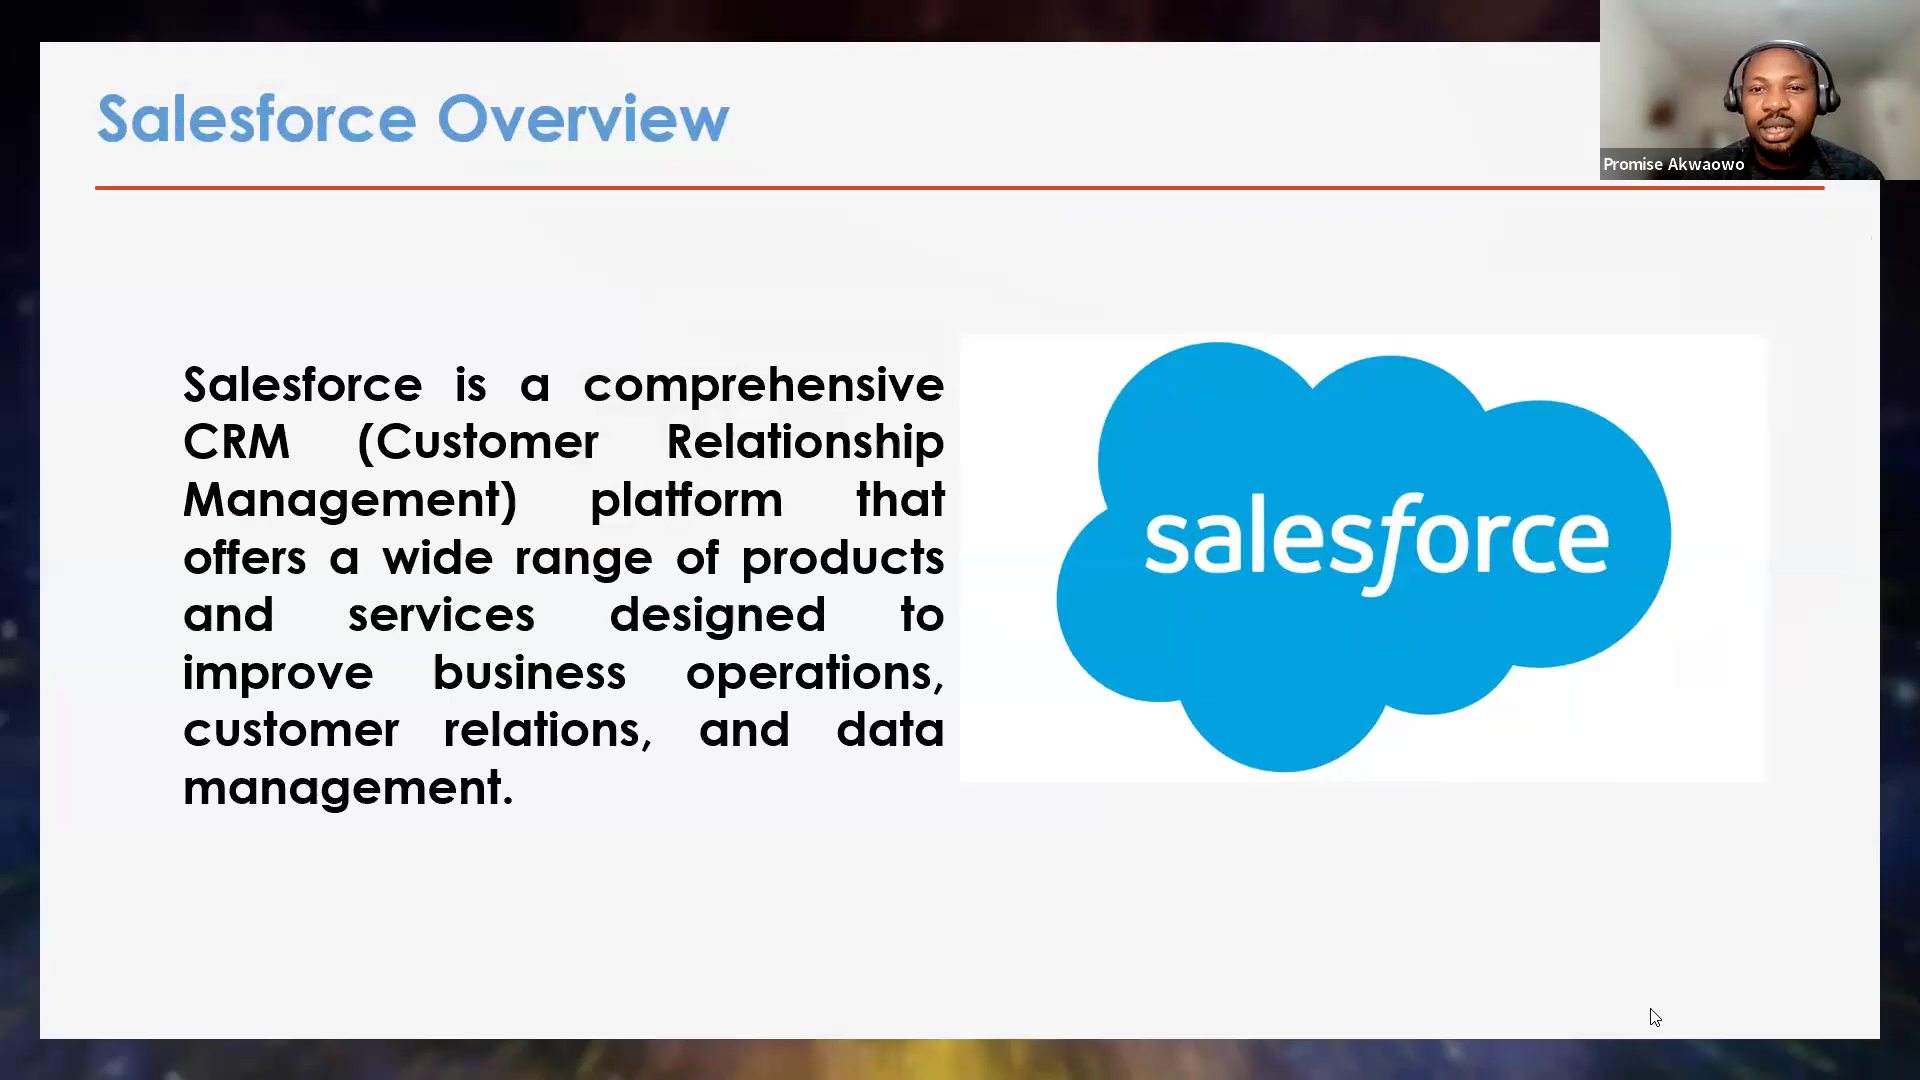 Salesforce Overview
Promise Akwaowo
Salesforce is a comprehensive
CRM (Customer Relationship
Management) platform that
offers a wide range of products
and services designed to
improve business operations,
customer relations, and data
management.
salesforce